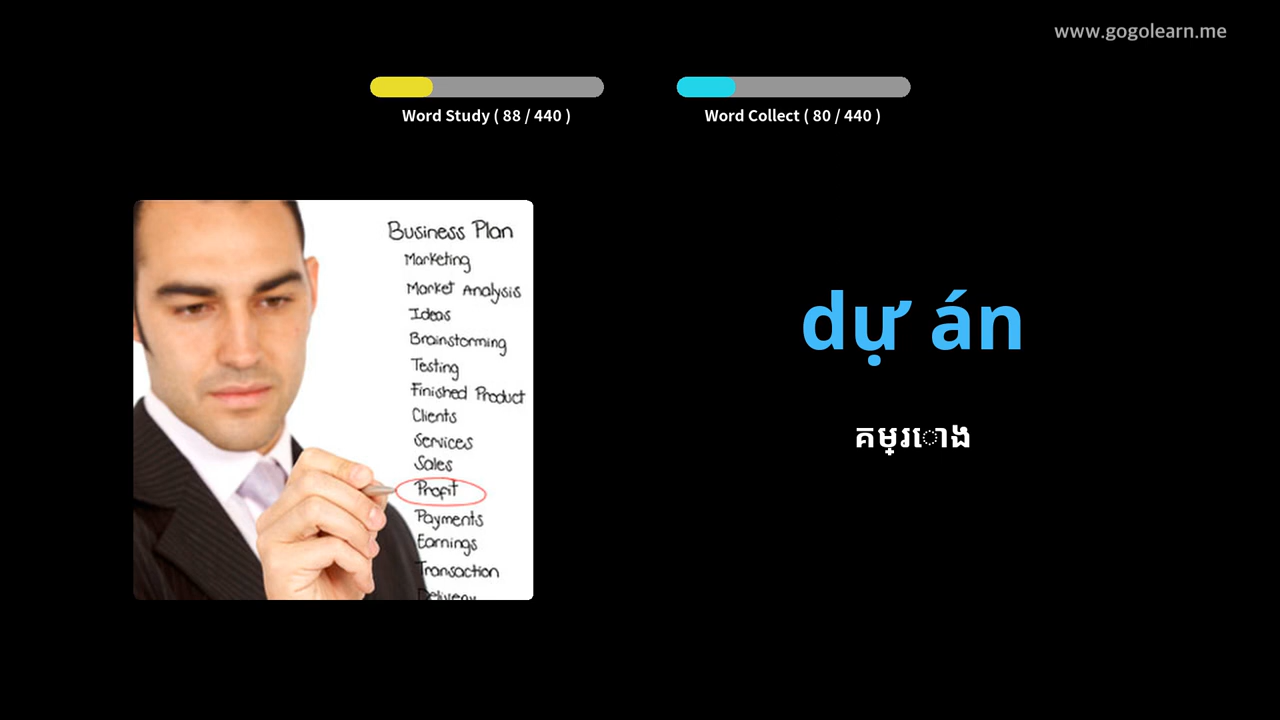 www.gogolearn.me
Word Study ( 88 / 440 )
Word Collect ( 80 / 440 )
Business Plan
Marketing
Market Analysis
Ideas
Brainstorming
Testing
Finished Product
Clients
Services
Sales
Profit
Payments
Earnings
Transaction
Delivery
dự án
គម្រោង